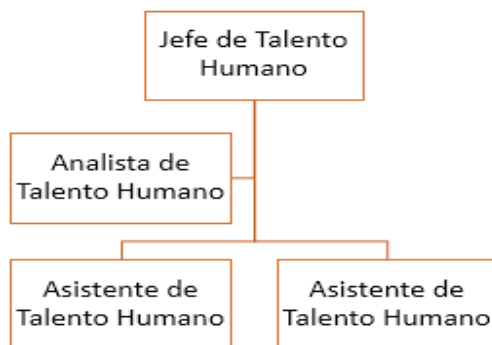 Jefe de Talento
Humano
Analista de
Talento Humano
Asistente de
Talento Humano
Asistente de
Talento Humano